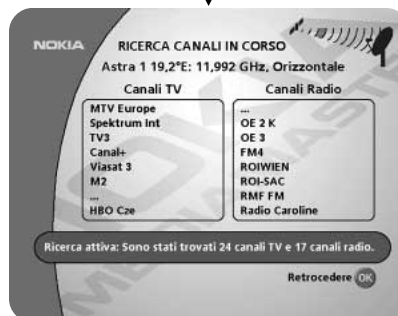 NOKIA
RICERCA CANALI IN CORSO
Astra 1 19,2°E: 11,992 GHz, Orizzontale
Canali TV
MTV Europe
Spektrum Int
TV3
Canal+
Viasat 3
M2
...
HBO Cze
Canali Radio
...
OE 2 K
OE 3
FM4
ROIWIEN
ROI-SAC
RMF FM
Radio Caroline
Ricerca attiva: Sono stati trovati 24 canali TV e 17 canali radio.
Retrocedere OK
NOKIA
MEDIAMASTER